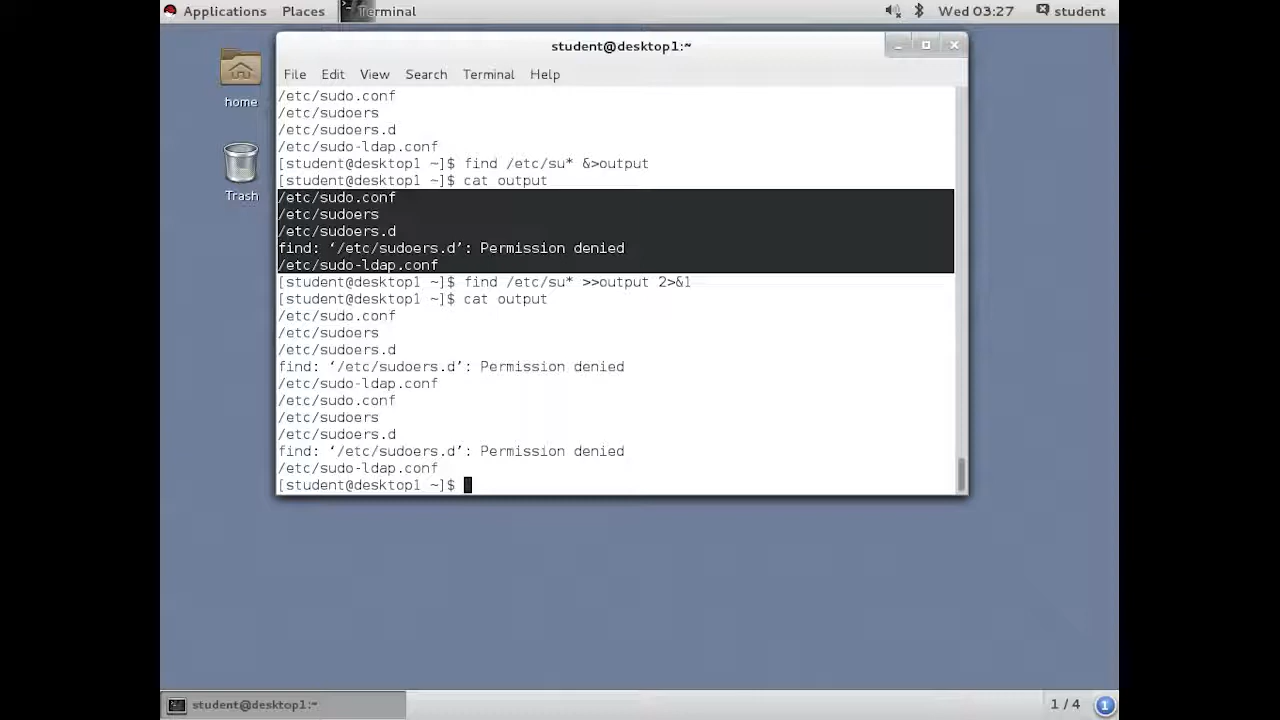 Applications Places Terminal Wed 03:27 student
home
Trash
student@desktop1:~
File Edit View Search Terminal Help
/etc/sudo.conf
/etc/sudoers
/etc/sudoers.d
/etc/sudo-ldap.conf
[student@desktop1 ~]$ find /etc/su* &>output
[student@desktop1 ~]$ cat output
/etc/sudo.conf
/etc/sudoers
/etc/sudoers.d
find: ‘/etc/sudoers.d’: Permission denied
/etc/sudo-ldap.conf
[student@desktop1 ~]$ find /etc/su* >>output 2>&1
[student@desktop1 ~]$ cat output
/etc/sudo.conf
/etc/sudoers
/etc/sudoers.d
find: ‘/etc/sudoers.d’: Permission denied
/etc/sudo-ldap.conf
/etc/sudo.conf
/etc/sudoers
/etc/sudoers.d
find: ‘/etc/sudoers.d’: Permission denied
/etc/sudo-ldap.conf
[student@desktop1 ~]$
student@desktop1:~ 1 / 4 1